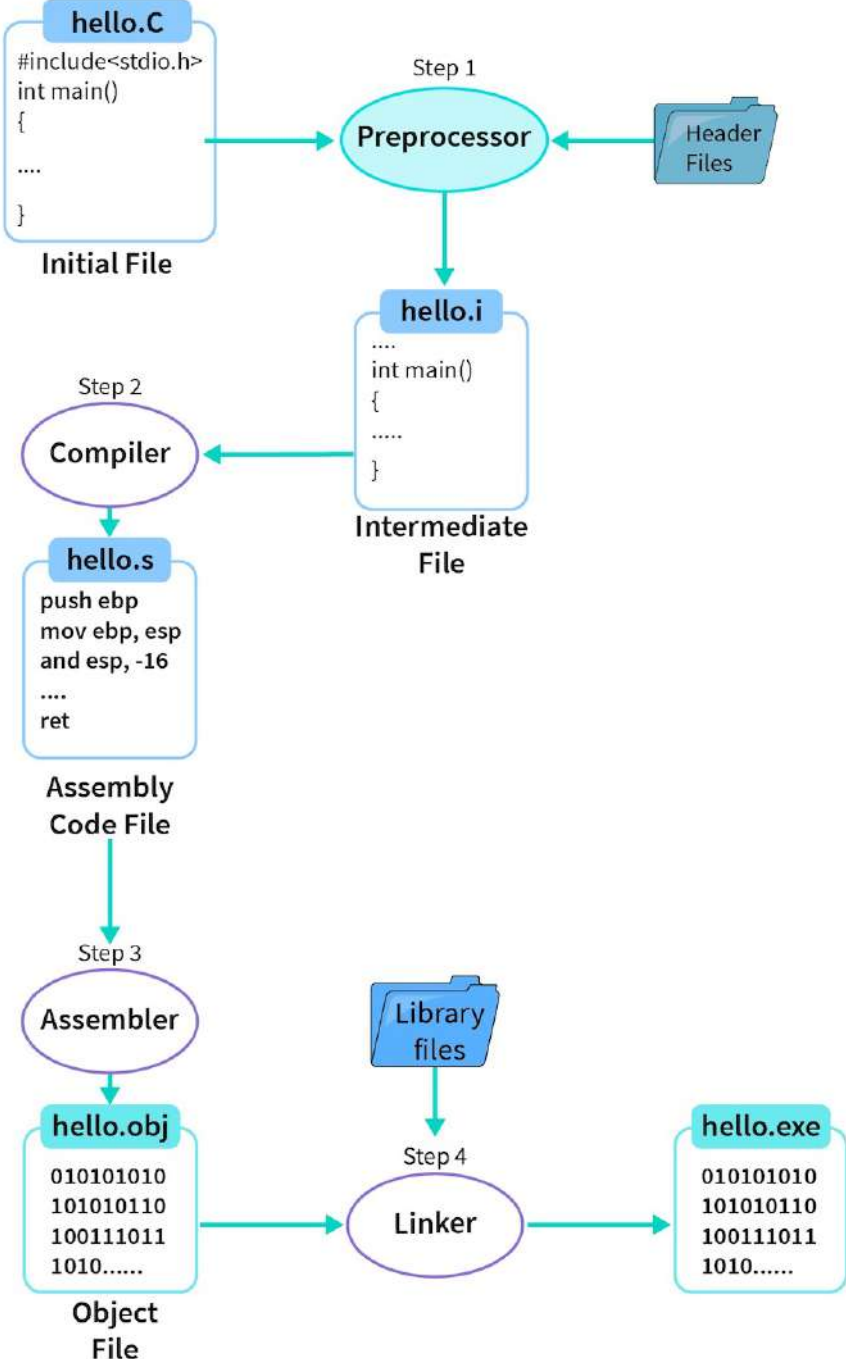 hello.C
#include<stdio.h>
int main()
{
....
}
Initial File
Step 1
Preprocessor
Header
Files
hello.i
....
int main()
{
.....
}
Intermediate
File
Step 2
Compiler
hello.s
push ebp
mov ebp, esp
and esp, -16
....
ret
Assembly
Code File
Step 3
Assembler
hello.obj
010101010
101010110
100111011
1010......
Object
File
Library
files
Step 4
Linker
hello.exe
010101010
101010110
100111011
1010......